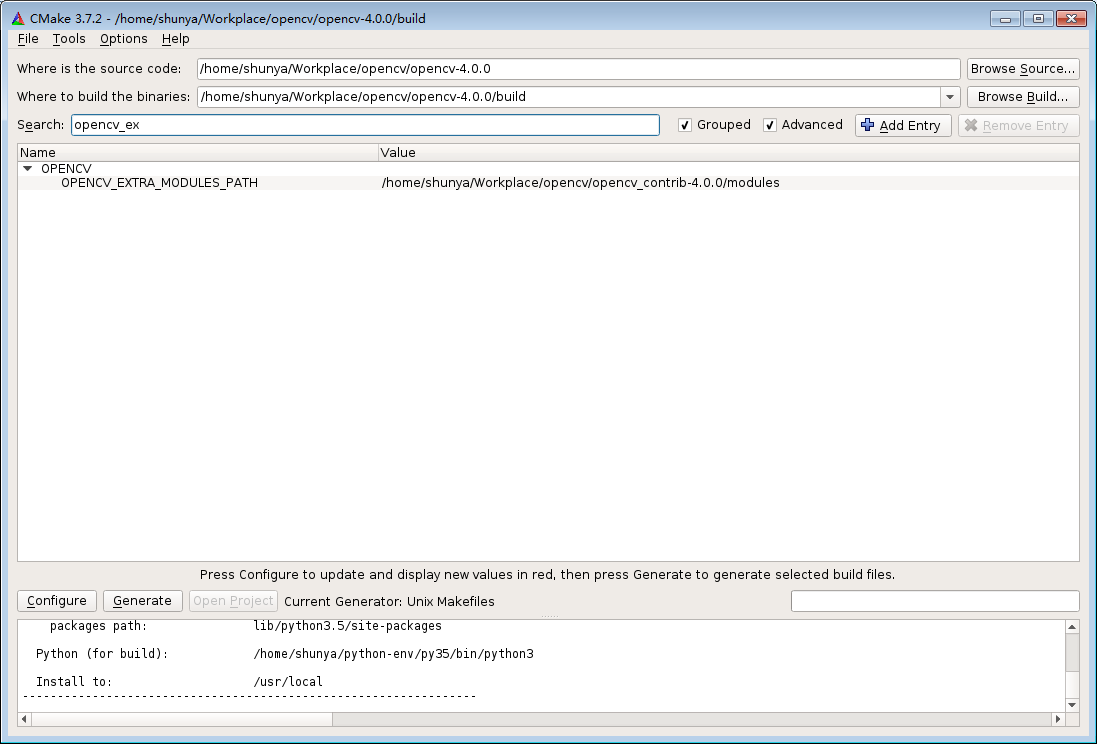 CMake 3.7.2 - /home/shunya/Workplace/opencv/opencv-4.0.0/build
File Tools Options Help
Where is the source code: /home/shunya/Workplace/opencv/opencv-4.0.0 Browse Source...
Where to build the binaries: /home/shunya/Workplace/opencv/opencv-4.0.0/build Browse Build...
Search: opencv_ex Grouped Advanced Add Entry Remove Entry
Name Value
OPENCV
OPENCV_EXTRA_MODULES_PATH /home/shunya/Workplace/opencv/opencv_contrib-4.0.0/modules
Press Configure to update and display new values in red, then press Generate to generate selected build files.
Configure Generate Open Project Current Generator: Unix Makefiles
packages path: lib/python3.5/site-packages
Python (for build): /home/shunya/python-env/py35/bin/python3
Install to: /usr/local
-----------------------------------------------------------------